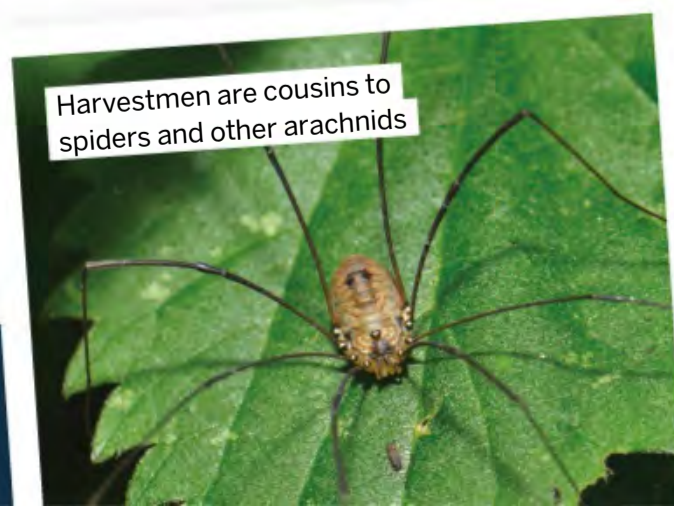 Harvestmen are cousins to
spiders and other arachnids